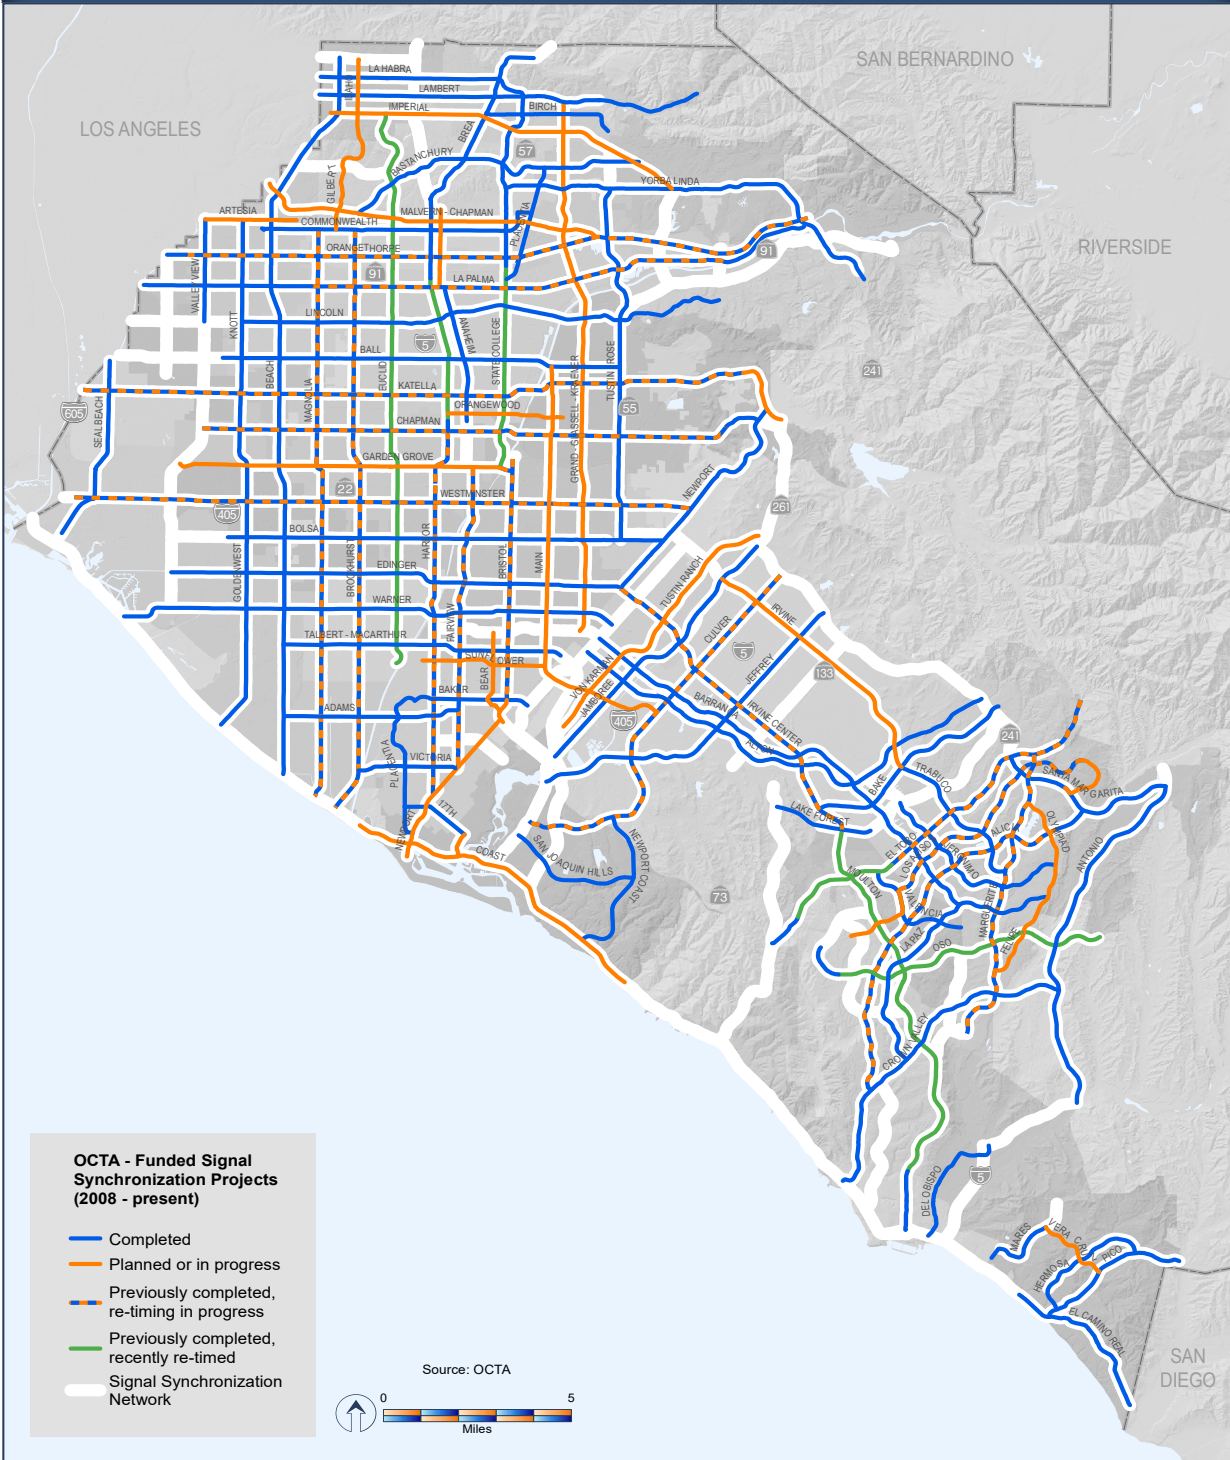 SAN BERNARDINO
LOS ANGELES
RIVERSIDE
LA HABRA
LAMBERT
IDAHO
IMPERIAL
BIRCH
BREA
57
BASTANCHURY
GILBERT
YORBA LINDA
ARTESIA
MALVERN - CHAPMAN
COMMONWEALTH
PLACENTIA
ORANGETHORPE
91
91
LA PALMA
VALLEY VIEW
LINCOLN
KNOTT
ANAHEIM
STATE COLLEGE
5
BALL
TUSTIN - ROSE
BEACH
EUCLID
KATELLA
MAGNOLIA
GRAND - GLASSELL - KRAEMER
241
ORANGEWOOD
605
55
SEAL BEACH
CHAPMAN
GARDEN GROVE
22
WESTMINSTER
NEWPORT
405
261
BOLSA
HARBOR
BRISTOL
MAIN
GOLDENWEST
BROOKHURST
EDINGER
TUSTIN RANCH
WARNER
FAIRVIEW
IRVINE
CULVER
TALBERT - MACARTHUR
SUNFLOWER
5
JEFFREY
BEAR
VON KARMAN
133
BAKER
JAMBOREE
BARRANCA
IRVINE CENTER
ADAMS
405
ALTON
241
PLACENTIA
VICTORIA
BAKE
TRABUCO
SANTA MARGARITA
17TH
LAKE FOREST
NEWPORT
OLYMPIAD
ALICIA
COAST
SAN JOAQUIN HILLS
NEWPORT COAST
EL TORO
LOS ALISOS
JERONIMO
ANTONIO
MOULTON
73
VALENCIA
MARGUERITE
LA PAZ
OSO
FELIPE
CROWN VALLEY
DEL OBISPO
5
MARES
VERA CRUZ
PICO
HERMOSA
EL CAMINO REAL
SAN
DIEGO
OCTA - Funded Signal
Synchronization Projects
(2008 - present)
Completed
Planned or in progress
Previously completed,
re-timing in progress
Previously completed,
recently re-timed
Signal Synchronization
Network
Source: OCTA
0 5
Miles